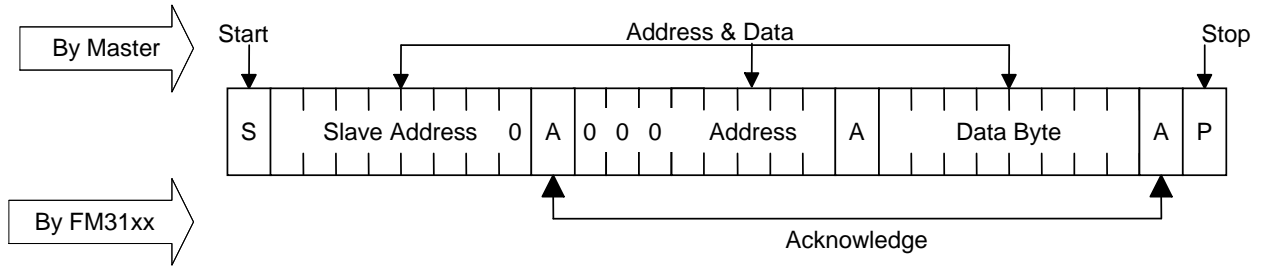 By Master
Start
Address & Data
Stop
S Slave Address 0 A 0 0 0 Address A Data Byte A P
By FM31xx
Acknowledge